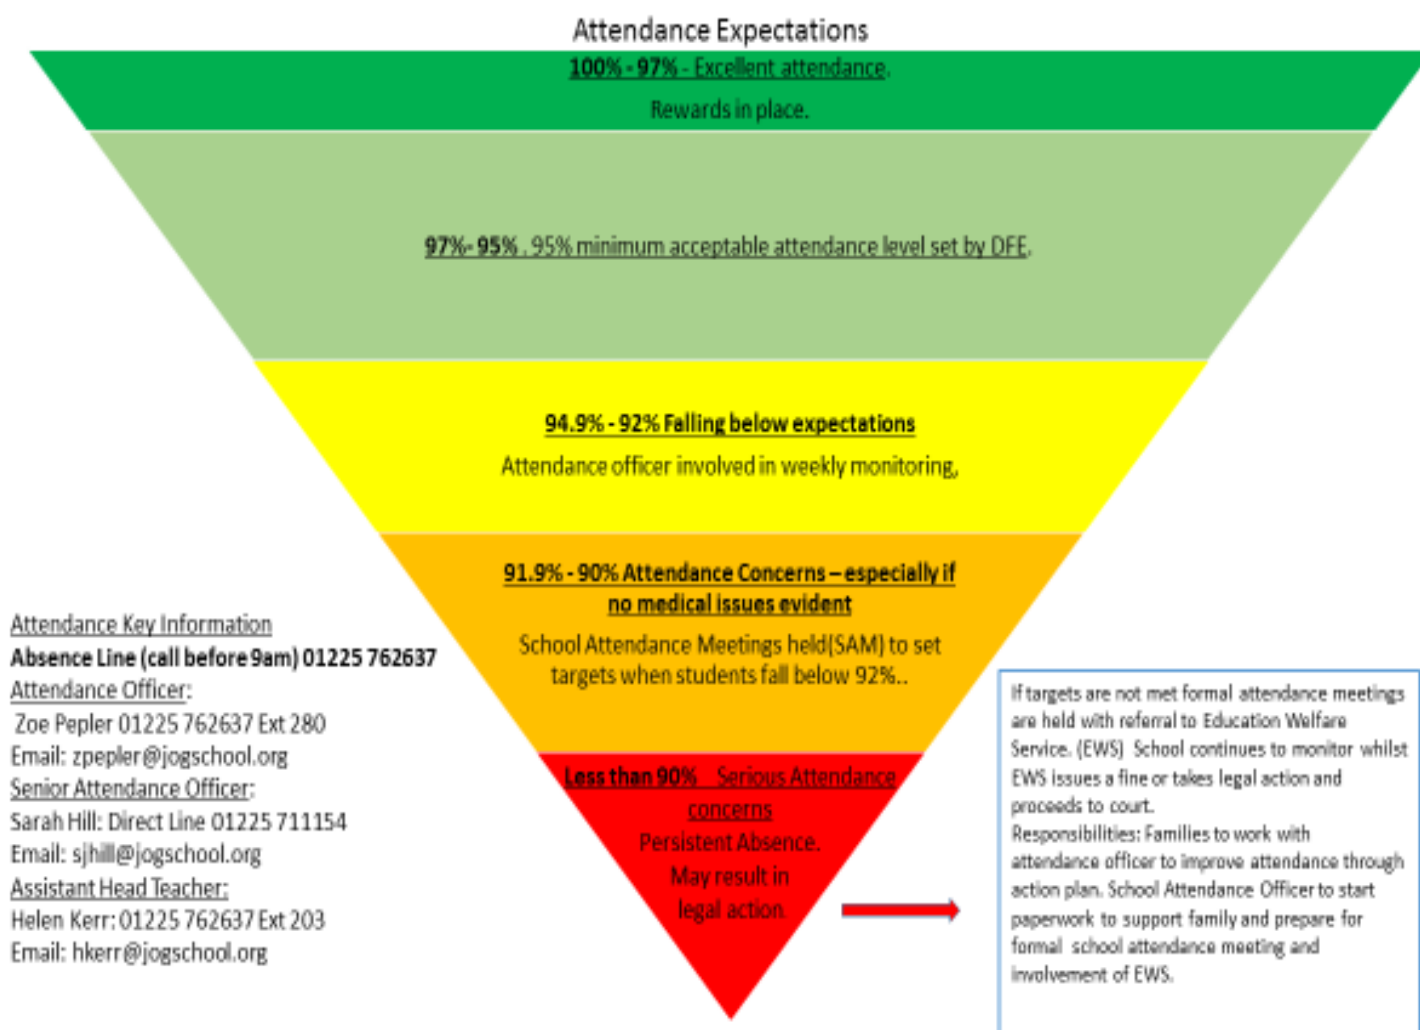 Attendance Expectations
100% - 97% - Excellent attendance.
Rewards in place.
97%- 95% . 95% minimum acceptable attendance level set by DFE.
94.9% - 92% Falling below expectations
Attendance officer involved in weekly monitoring,
91.9% - 90% Attendance Concerns – especially if
no medical issues evident
School Attendance Meetings held(SAM) to set
targets when students fall below 92%..
Less than 90% Serious Attendance
concerns
Persistent Absence.
May result in
legal action.
Attendance Key Information
Absence Line (call before 9am) 01225 762637
Attendance Officer:
Zoe Pepler 01225 762637 Ext 280
Email: zpepler@jogschool.org
Senior Attendance Officer:
Sarah Hill: Direct Line 01225 711154
Email: sjhill@jogschool.org
Assistant Head Teacher:
Helen Kerr: 01225 762637 Ext 203
Email: hkerr@jogschool.org
If targets are not met formal attendance meetings
are held with referral to Education Welfare
Service. (EWS) School continues to monitor whilst
EWS issues a fine or takes legal action and
proceeds to court.
Responsibilities: Families to work with
attendance officer to improve attendance through
action plan. School Attendance Officer to start
paperwork to support family and prepare for
formal school attendance meeting and
involvement of EWS.